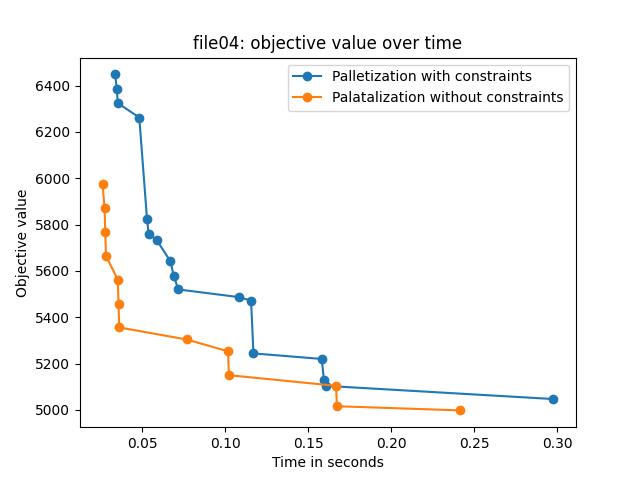 file04: objective value over time
Palletization with constraints
Palatalization without constraints
Objective value
6400
6200
6000
5800
5600
5400
5200
5000
0.05 0.10 0.15 0.20 0.25 0.30
Time in seconds